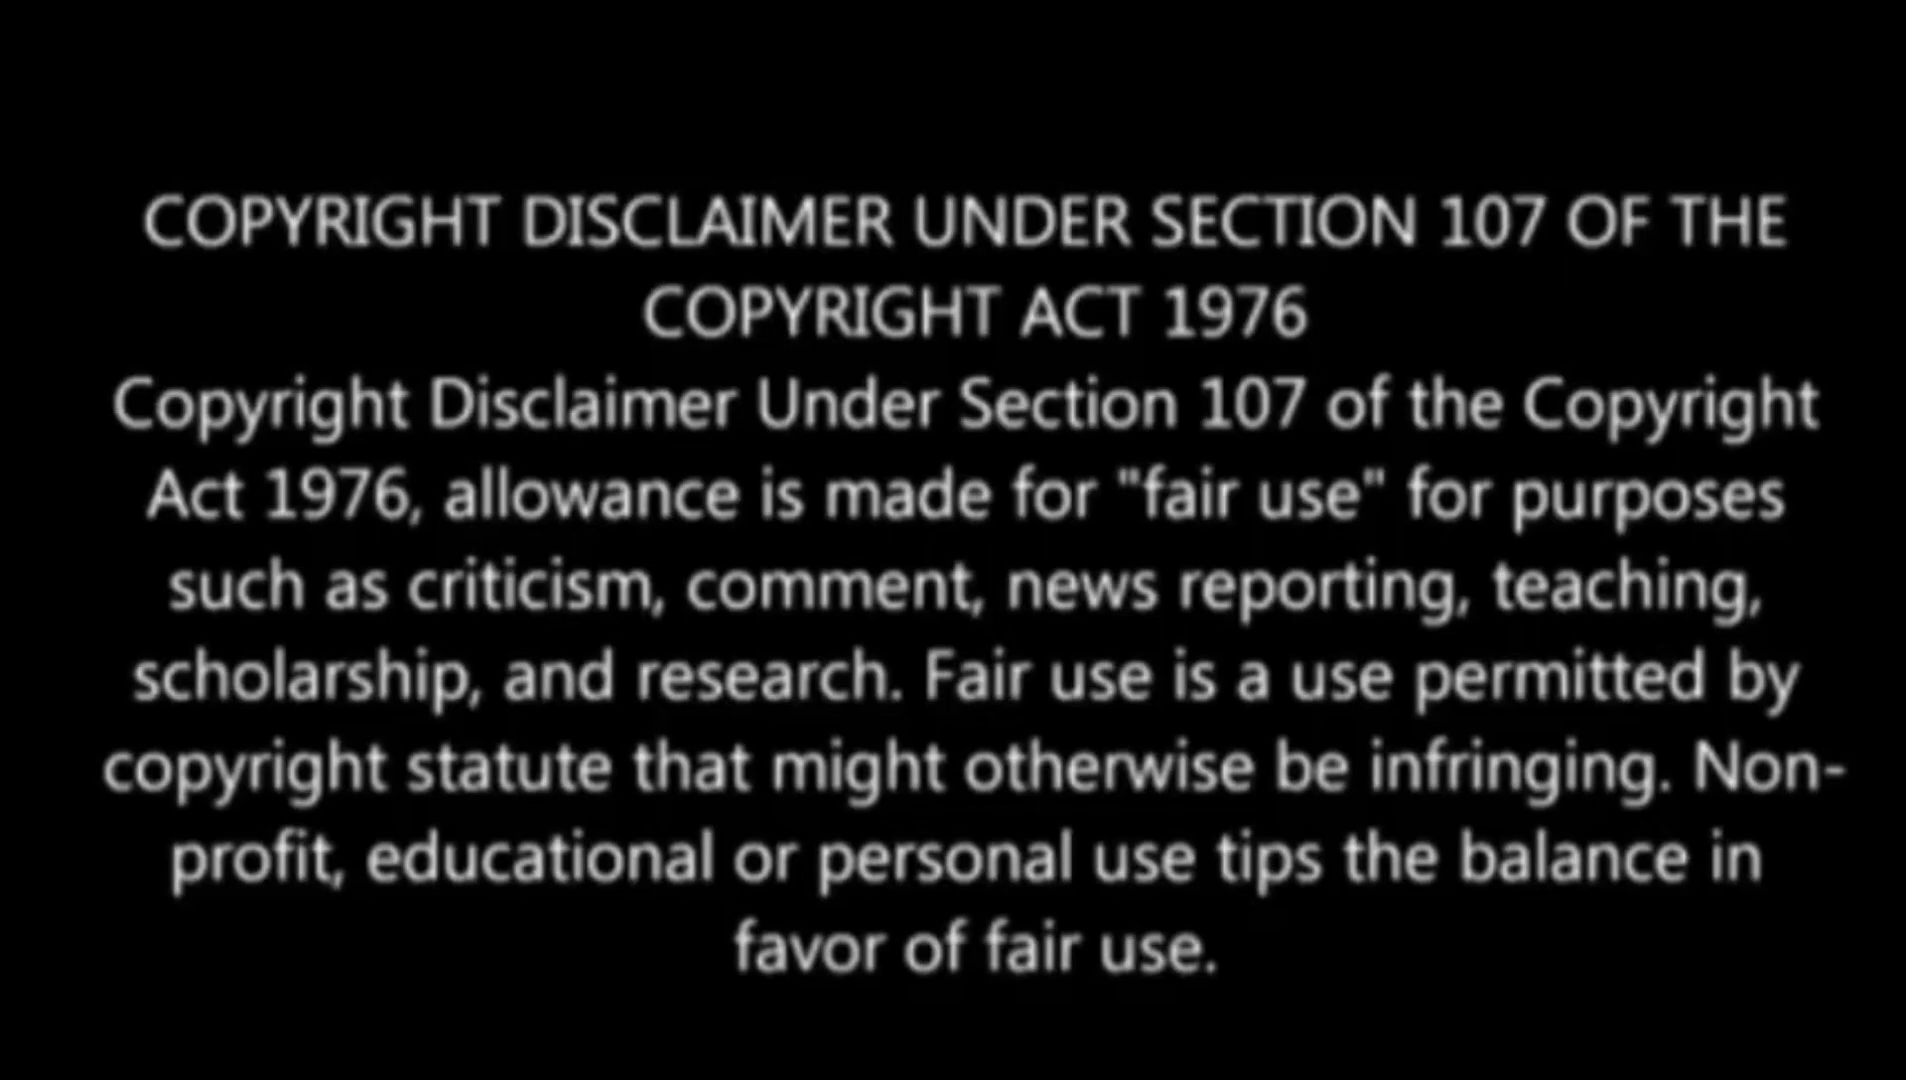 COPYRIGHT DISCLAIMER UNDER SECTION 107 OF THE
COPYRIGHT ACT 1976
Copyright Disclaimer Under Section 107 of the Copyright
Act 1976, allowance is made for "fair use" for purposes
such as criticism, comment, news reporting, teaching,
scholarship, and research. Fair use is a use permitted by
copyright statute that might otherwise be infringing. Non-
profit, educational or personal use tips the balance in
favor of fair use.